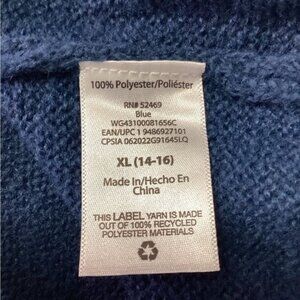 100% Polyester/Poliéster
RN# 52469
Blue
WG43100081656C
EAN/UPC 1 9486927101
CPSIA 062022G91645LQ
XL (14-16)
Made In/Hecho En
China
THIS LABEL YARN IS MADE
OUT OF 100% RECYCLED
POLYESTER MATERIALS